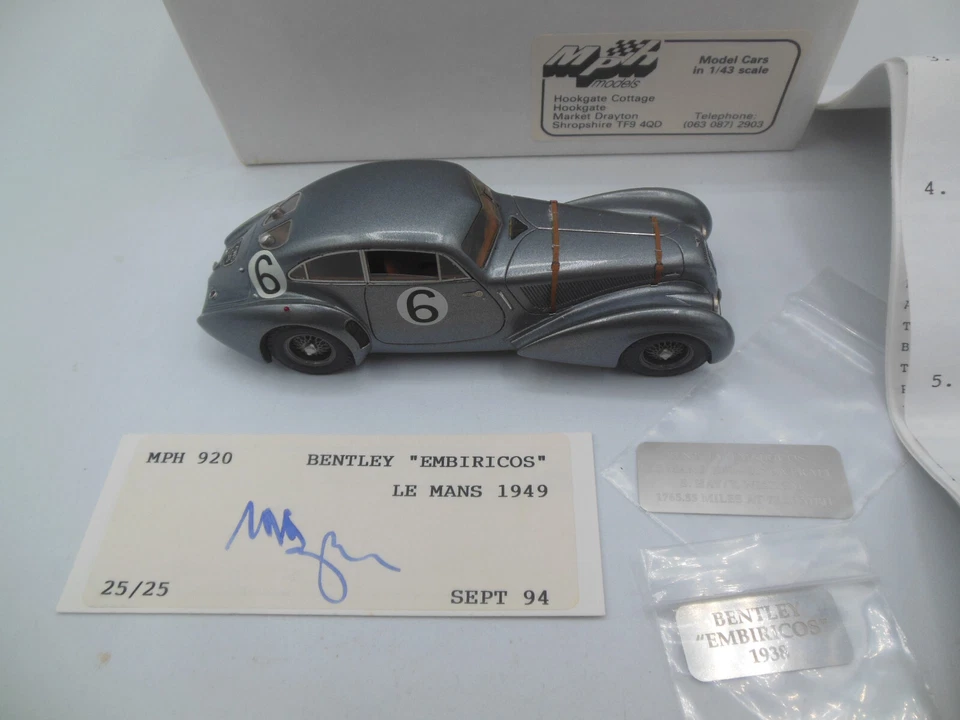 mph
models
Model Cars
in 1/43 scale
Hookgate Cottage
Hookgate
Market Drayton
Shropshire TF9 4QD
Telephone:
(063 087) 2903
4.
5.
6
6
MPH 920 BENTLEY "EMBIRICOS"
LE MANS 1949
25/25 SEPT 94
BENTLEY
"EMBIRICOS"
1938